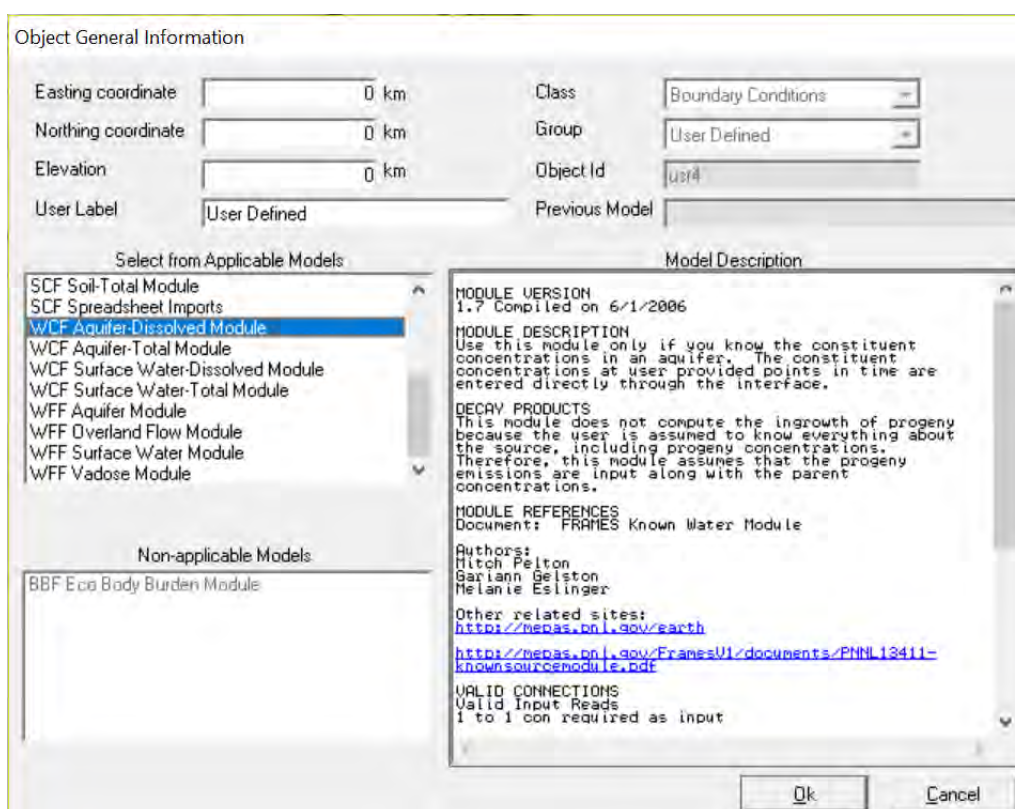 Object General Information
Easting coordinate 0 km Class Boundary Conditions
Northing coordinate 0 km Group User Defined
Elevation 0 km Object Id usr4
User Label User Defined Previous Model
Select from Applicable Models
SCF Soil-Total Module
SCF Spreadsheet Imports
WCF Aquifer-Dissolved Module
WCF Aquifer-Total Module
WCF Surface Water-Dissolved Module
WCF Surface Water-Total Module
WFF Aquifer Module
WFF Overland Flow Module
WFF Surface Water Module
WFF Vadose Module
Non-applicable Models
BBF Eco Body Burden Module
Model Description
MODULE VERSION
1.7 Compiled on 6/1/2006
MODULE DESCRIPTION
Use this module only if you know the constituent
concentrations in an aquifer.  The constituent
concentrations at user provided points in time are
entered directly through the interface.
DECAY PRODUCTS
This module does not compute the ingrowth of progeny
because the user is assumed to know everything about
the source, including progeny concentrations.
Therefore, this module assumes that the progeny
emissions are input along with the parent
concentrations.
MODULE REFERENCES
Document:  FRAMES Known Water Module
Authors:
Mitch Pelton
Gariann Gelston
Melanie Eslinger
Other related sites:
http://mepas.pnl.gov/earth
http://mepas.pnl.gov/FramesV1/documents/PNNL13411-
knownsourcemodule.pdf
VALID CONNECTIONS
Valid Input Reads
1 to 1 con required as input
Ok Cancel